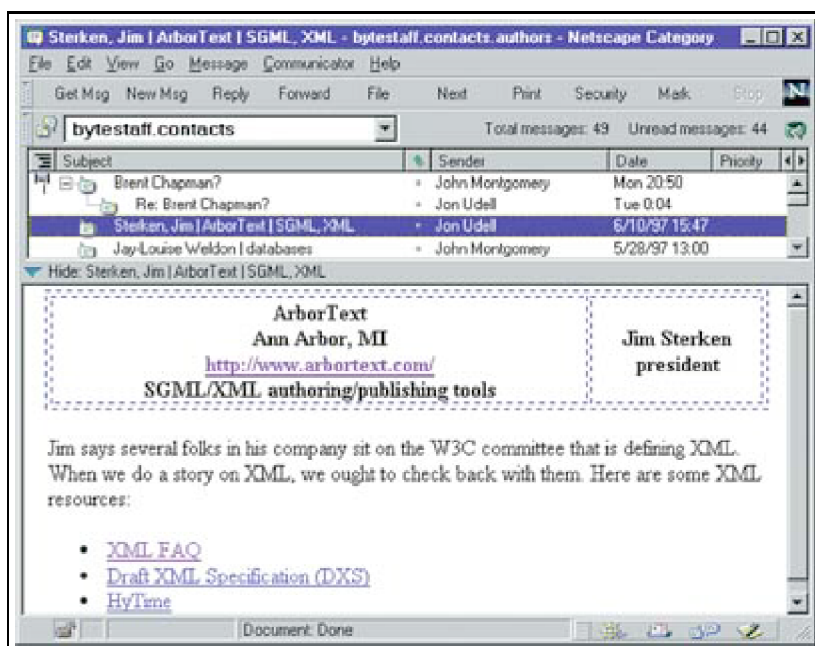 Sterken, Jim | ArborText | SGML, XML - bytestaff.contacts.authors - Netscape Category
File Edit View Go Message Communicator Help
Get Msg New Msg Reply Forward File Next Print Security Mark Stop
bytestaff.contacts Total messages: 49 Unread messages: 44
Subject Sender Date Priority
Brent Chapman? John Montgomery Mon 20:50
Re: Brent Chapman? Jon Udell Tue 0:04
Sterken, Jim | ArborText | SGML, XML Jon Udell 6/10/97 15:47
Jay-Louise Weldon | databases John Montgomery 5/28/97 13:00
Hide: Sterken, Jim | ArborText | SGML, XML
ArborText
Ann Arbor, MI
http://www.arbortext.com/
SGML/XML authoring/publishing tools
Jim Sterken
president
Jim says several folks in his company sit on the W3C committee that is defining XML.
When we do a story on XML, we ought to check back with them. Here are some XML
resources:
• XML FAQ
• Draft XML Specification (DXS)
• HyTime
Document: Done